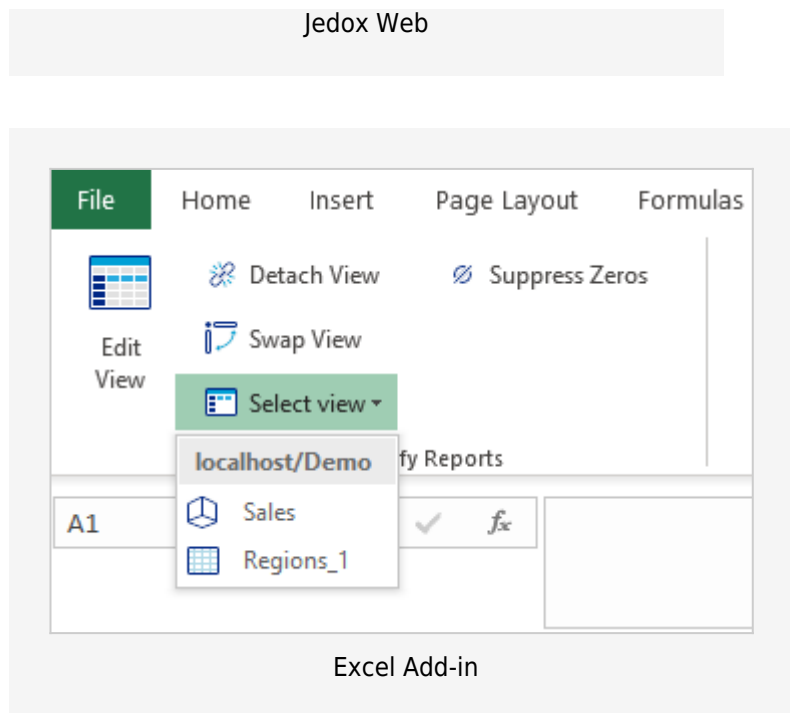 Jedox Web
File Home Insert Page Layout Formulas
Detach View Suppress Zeros
Swap View
Edit
View
Select view
localhost/Demo fy Reports
Sales
Regions_1
A1 fx
Excel Add-in